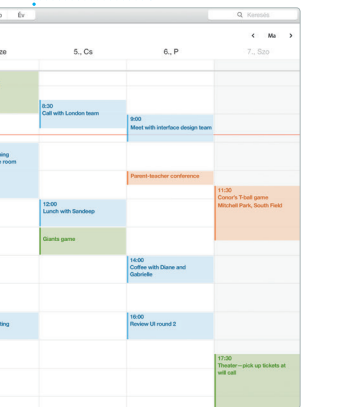 Év
Keresés
Ma
5., Cs
6., P
7., Szo
8:30
Call with London team
9:00
Meet with interface design team
room
Parent-teacher conference
11:30
Conor's T-ball game
Mitchell Park, South Field
12:00
Lunch with Sandeep
Giants game
14:00
Coffee with Diane and
Gabrielle
16:00
Review UI round 2
17:30
Theater—pick up tickets at
will call